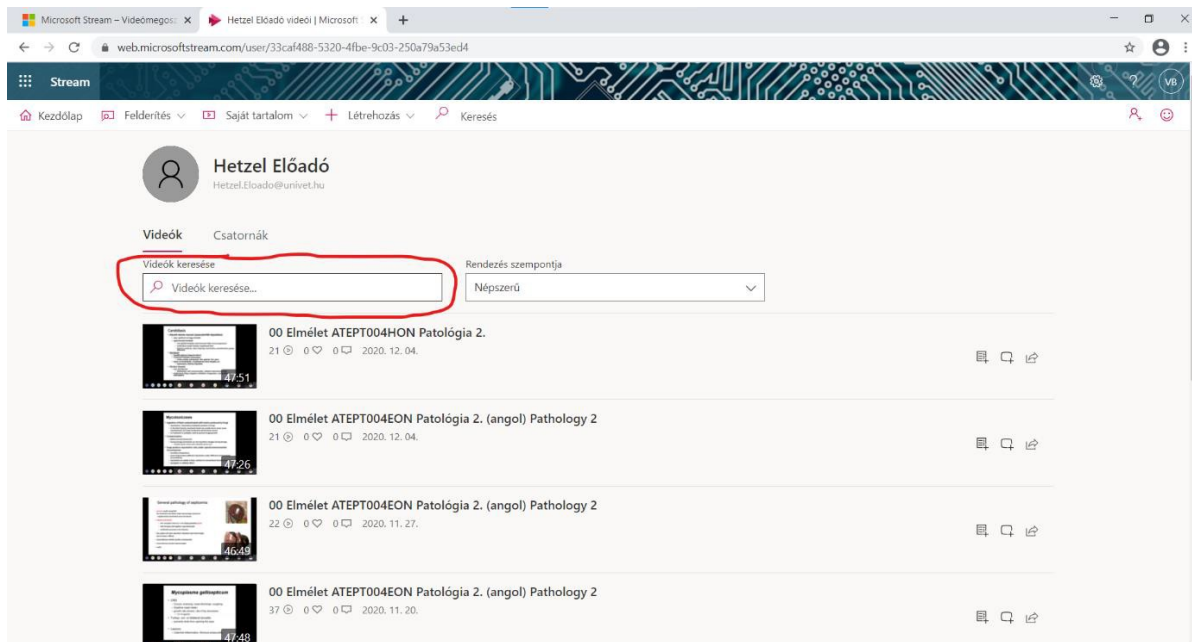 Microsoft Stream – Videómegosz
Hetzel Előadó videói | Microsoft
web.microsoftstream.com/user/33caf488-5320-4fbe-9c03-250a79a53ed4
Stream
VB
Kezdőlap Felderítés Saját tartalom Létrehozás Keresés
Hetzel Előadó
Hetzel.Eloado@univet.hu
Videók Csatornák
Videók keresése Rendezés szempontja
Videók keresése... Népszerű
00 Elmélet ATEPT004HON Patológia 2.
21 0 0 2020. 12. 04.
47:51
00 Elmélet ATEPT004EON Patológia 2. (angol) Pathology 2
21 0 0 2020. 12. 04.
47:26
00 Elmélet ATEPT004EON Patológia 2. (angol) Pathology 2
22 0 0 2020. 11. 27.
46:49
Mycoplasma gallisepticum
00 Elmélet ATEPT004EON Patológia 2. (angol) Pathology 2
37 0 0 2020. 11. 20.
47:48